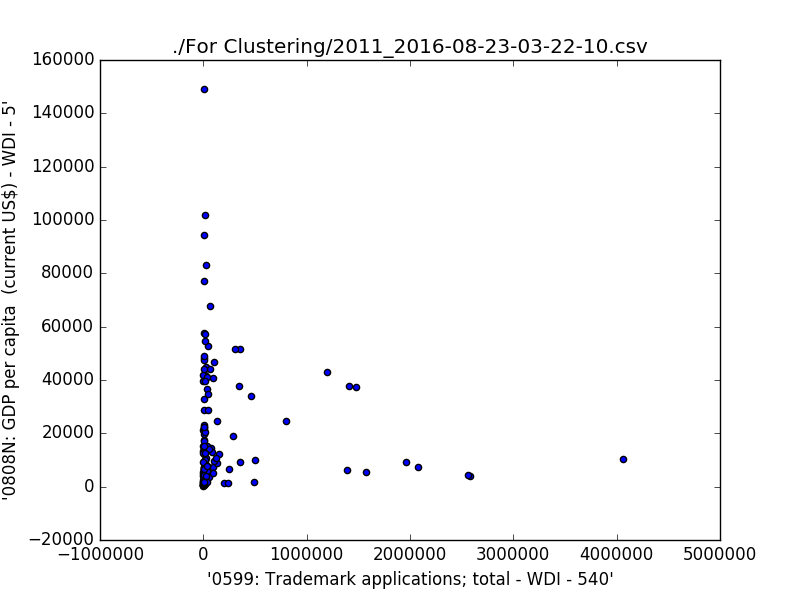 ./For Clustering/2011_2016-08-23-03-22-10.csv
160000
140000
120000
100000
80000
60000
40000
20000
0
−20000
−1000000 0 1000000 2000000 3000000 4000000 5000000
'0599: Trademark applications; total - WDI - 540'
'0808N: GDP per capita  (current US$) - WDI - 5'